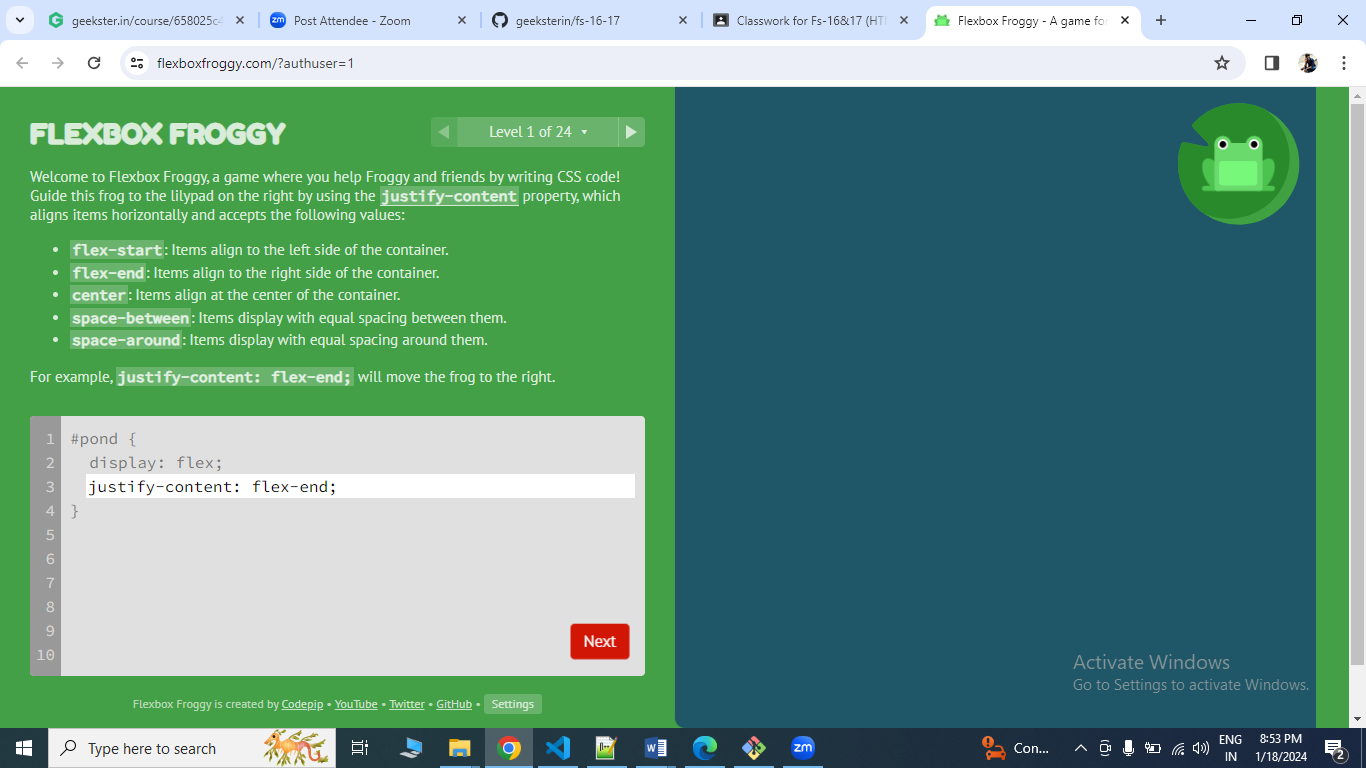 geekster.in/course/658025c4
Post Attendee - Zoom
geeksterin/fs-16-17
Classwork for Fs-16&17 (HT
Flexbox Froggy - A game for
flexboxfroggy.com/?authuser=1
FLEXBOX FROGGY
Level 1 of 24
Welcome to Flexbox Froggy, a game where you help Froggy and friends by writing CSS code!
Guide this frog to the lilypad on the right by using the justify-content property, which
aligns items horizontally and accepts the following values:
• flex-start: Items align to the left side of the container.
• flex-end: Items align to the right side of the container.
• center: Items align at the center of the container.
• space-between: Items display with equal spacing between them.
• space-around: Items display with equal spacing around them.
For example, justify-content: flex-end; will move the frog to the right.
1 #pond {
2 display: flex;
3 justify-content: flex-end;
4 }
5
6
7
8
9
10
Next
Flexbox Froggy is created by Codepip • YouTube • Twitter • GitHub • Settings
Activate Windows
Go to Settings to activate Windows.
Type here to search
Con...
ENG
IN
8:53 PM
1/18/2024
2